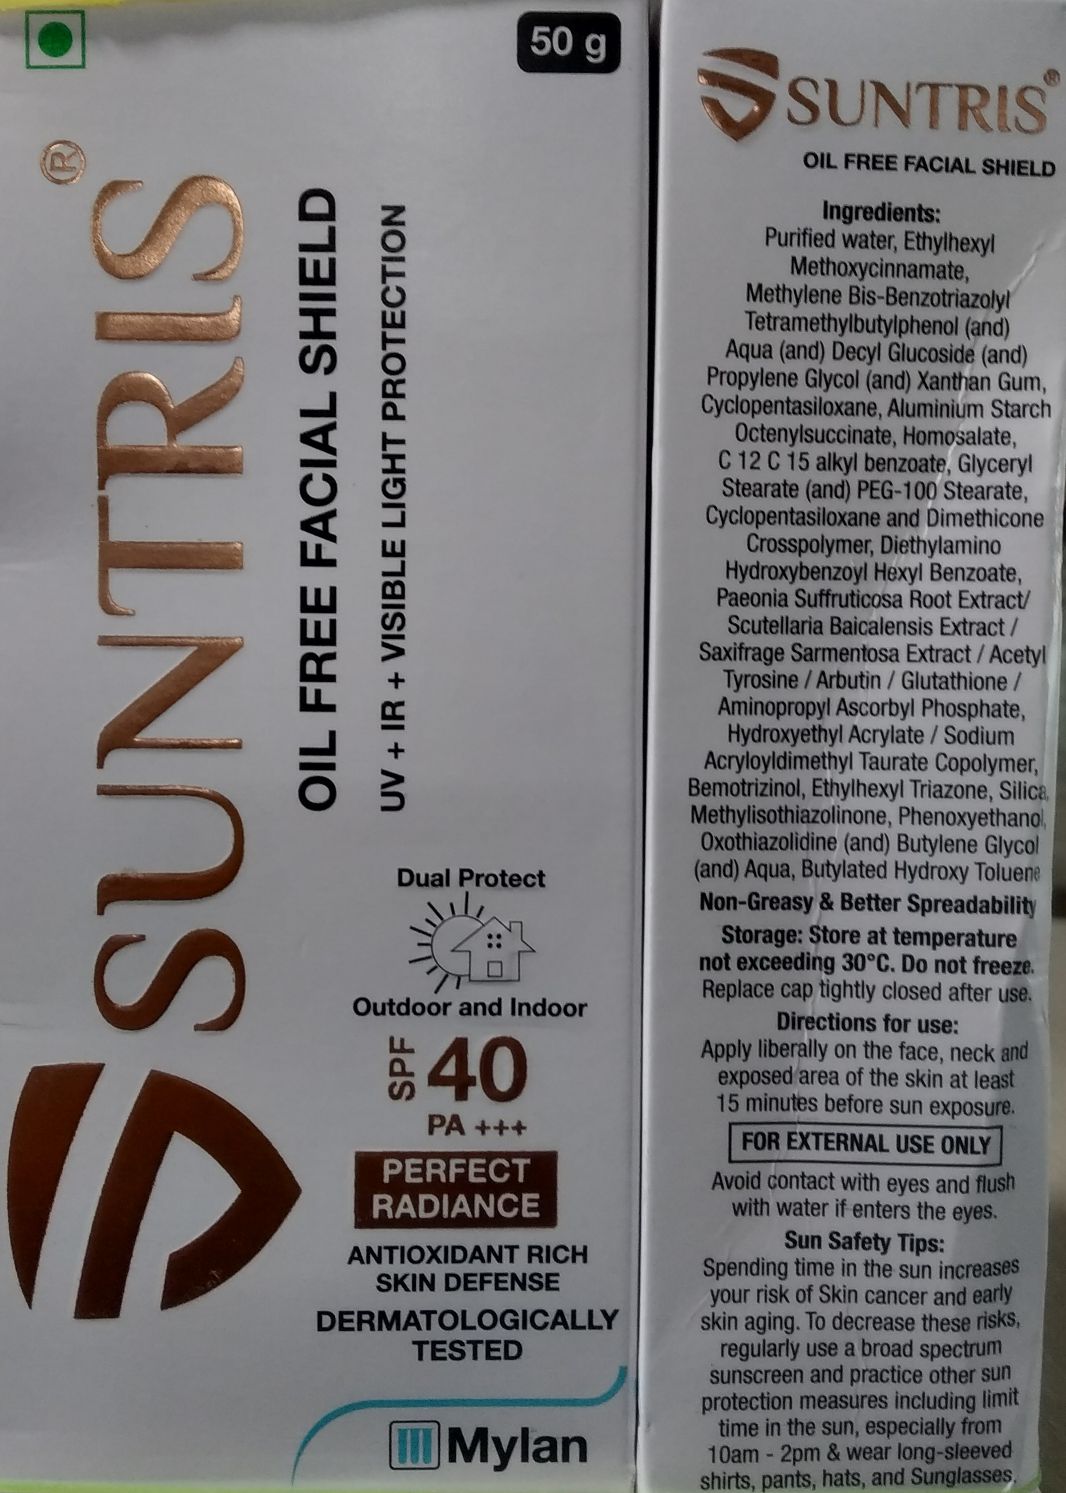 50 g
SUNTRIS®
OIL FREE FACIAL SHIELD
UV + IR + VISIBLE LIGHT PROTECTION
Dual Protect
Outdoor and Indoor
SPF 40
PA +++
PERFECT
RADIANCE
ANTIOXIDANT RICH
SKIN DEFENSE
DERMATOLOGICALLY
TESTED
Mylan
SUNTRIS®
OIL FREE FACIAL SHIELD
Ingredients:
Purified water, Ethylhexyl
Methoxycinnamate,
Methylene Bis-Benzotriazolyl
Tetramethylbutylphenol (and)
Aqua (and) Decyl Glucoside (and)
Propylene Glycol (and) Xanthan Gum,
Cyclopentasiloxane, Aluminium Starch
Octenylsuccinate, Homosalate,
C 12 C 15 alkyl benzoate, Glyceryl
Stearate (and) PEG-100 Stearate,
Cyclopentasiloxane and Dimethicone
Crosspolymer, Diethylamino
Hydroxybenzoyl Hexyl Benzoate,
Paeonia Suffruticosa Root Extract/
Scutellaria Baicalensis Extract /
Saxifrage Sarmentosa Extract / Acetyl
Tyrosine / Arbutin / Glutathione /
Aminopropyl Ascorbyl Phosphate,
Hydroxyethyl Acrylate / Sodium
Acryloyldimethyl Taurate Copolymer,
Bemotrizinol, Ethylhexyl Triazone, Silica,
Methylisothiazolinone, Phenoxyethanol,
Oxothiazolidine (and) Butylene Glycol
(and) Aqua, Butylated Hydroxy Toluene
Non-Greasy & Better Spreadability
Storage: Store at temperature
not exceeding 30°C. Do not freeze.
Replace cap tightly closed after use.
Directions for use:
Apply liberally on the face, neck and
exposed area of the skin at least
15 minutes before sun exposure.
FOR EXTERNAL USE ONLY
Avoid contact with eyes and flush
with water if enters the eyes.
Sun Safety Tips:
Spending time in the sun increases
your risk of Skin cancer and early
skin aging. To decrease these risks,
regularly use a broad spectrum
sunscreen and practice other sun
protection measures including limit
time in the sun, especially from
10am - 2pm & wear long-sleeved
shirts, pants, hats, and Sunglasses.